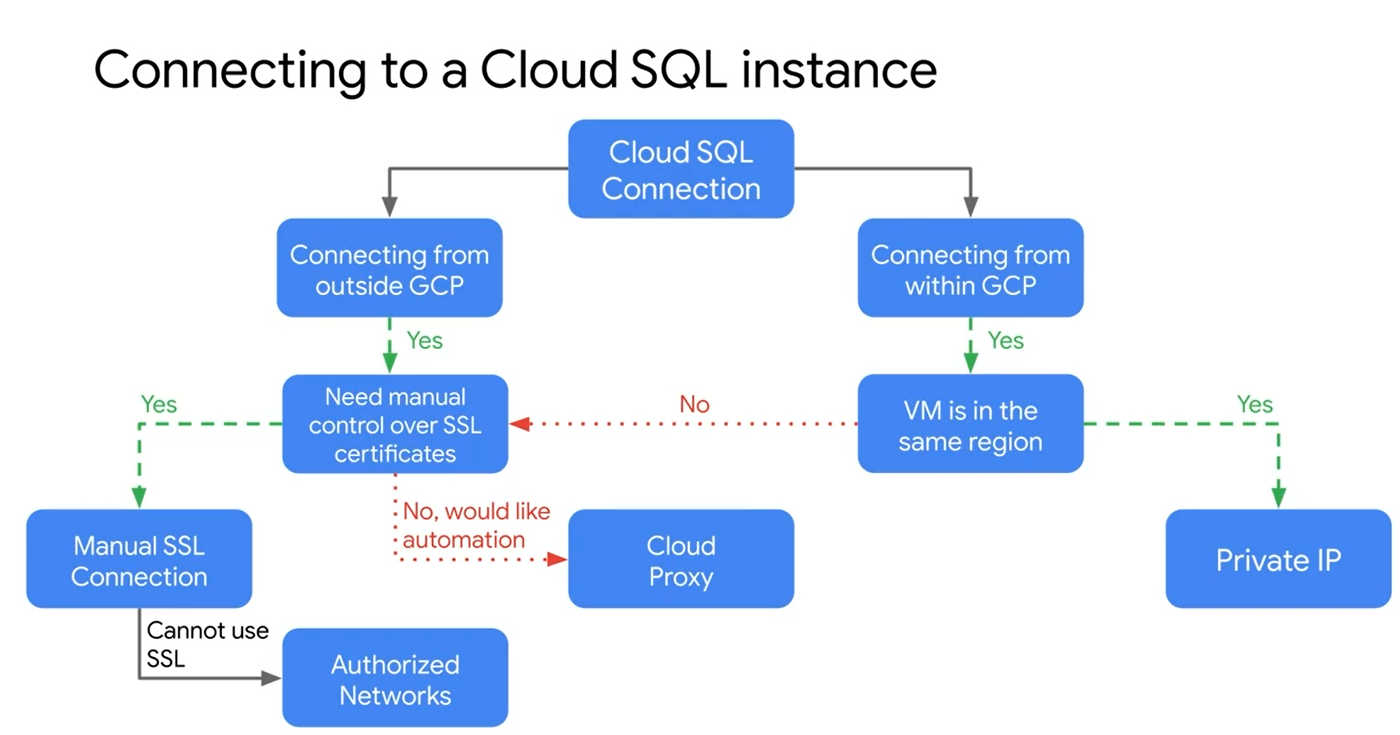 Connecting to a Cloud SQL instance
Cloud SQL
Connection
Connecting from
outside GCP
Connecting from
within GCP
Yes
Yes
Need manual
control over SSL
certificates
VM is in the
same region
Yes
No
Yes
No, would like
automation
Manual SSL
Connection
Cloud
Proxy
Private IP
Cannot use
SSL
Authorized
Networks